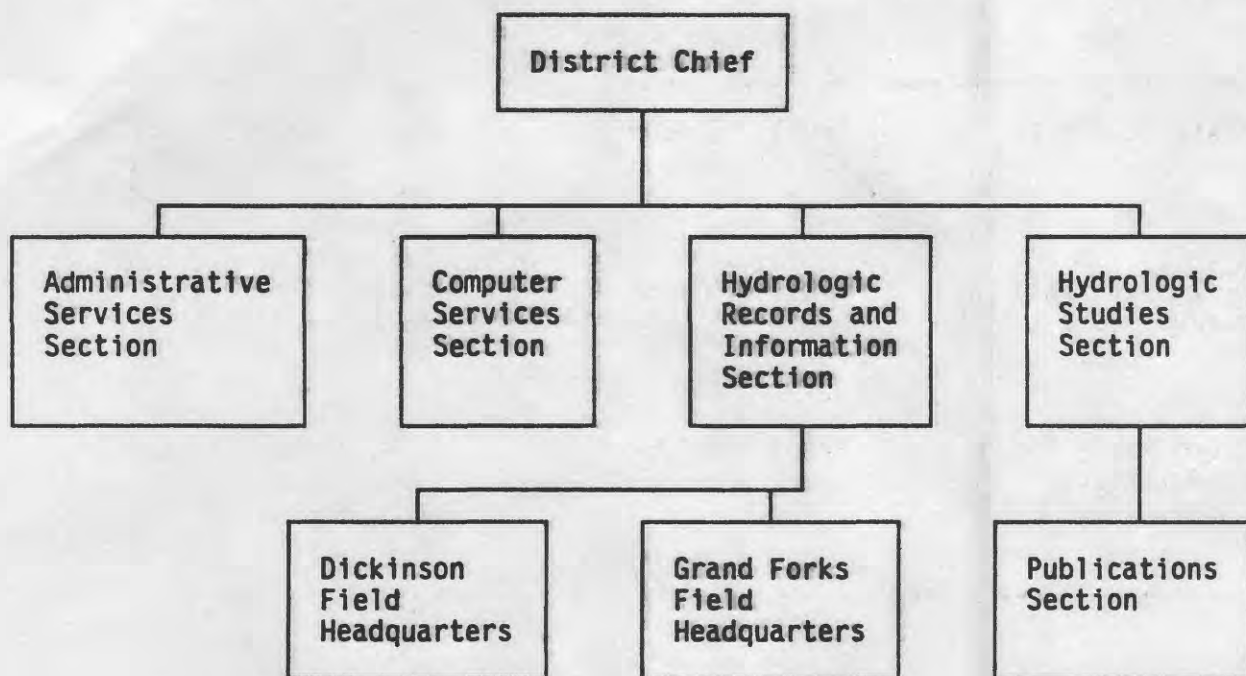 District Chief
Administrative
Services
Section
Computer
Services
Section
Hydrologic
Records and
Information
Section
Hydrologic
Studies
Section
Dickinson
Field
Headquarters
Grand Forks
Field
Headquarters
Publications
Section